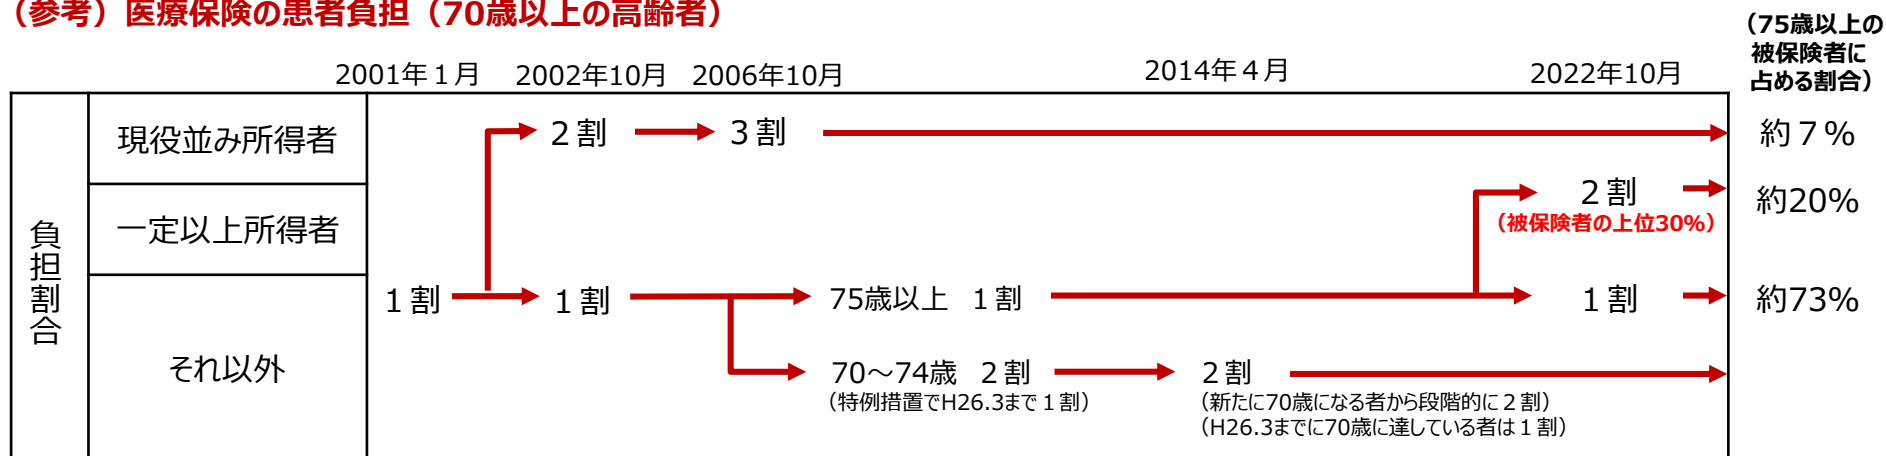 （参考）医療保険の患者負担（70歳以上の高齢者）
（75歳以上の
被保険者に
占める割合）
2001年１月 2002年10月 2006年10月 2014年４月 2022年10月
負担割合
現役並み所得者 ２割 ３割 約７％
一定以上所得者 ２割 約20%
（被保険者の上位30%）
１割 １割 75歳以上 １割 １割 約73%
それ以外 70～74歳 ２割 ２割
（特例措置でH26.3まで１割） （新たに70歳になる者から段階的に２割）
（H26.3までに70歳に達している者は１割）